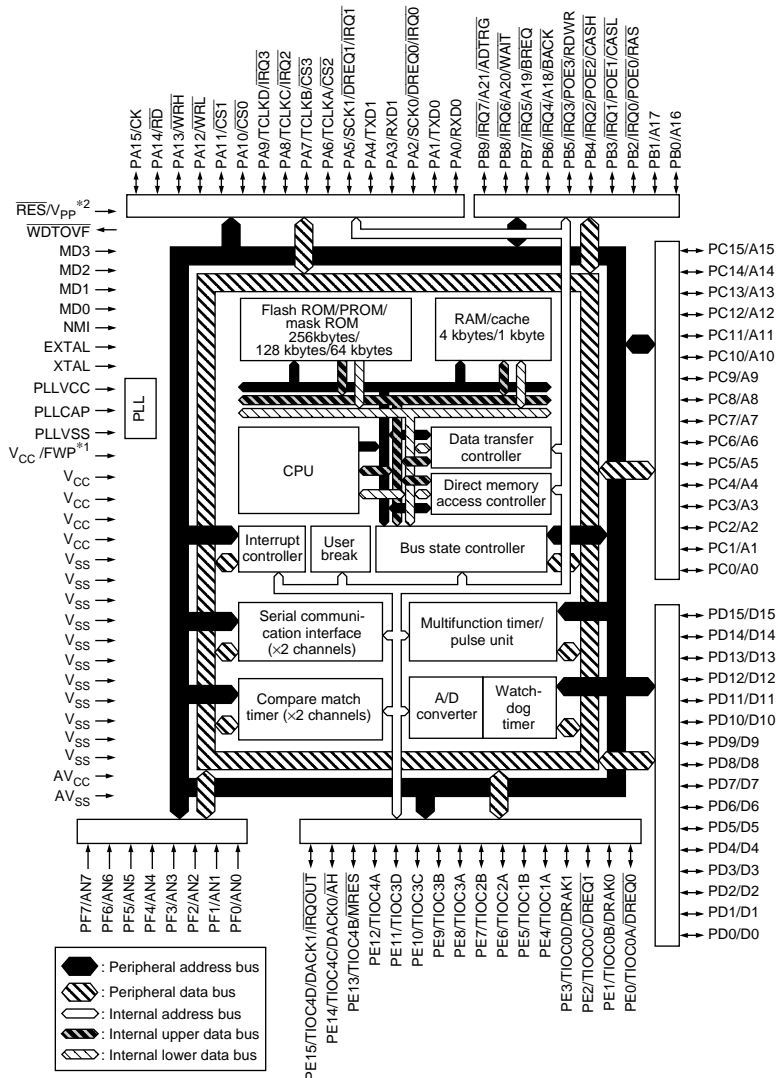 PA15/CK
PA14/RD
PA13/WRH
PA12/WRL
PA11/CS1
PA10/CS0
PA9/TCLKD/IRQ3
PA8/TCLKC/IRQ2
PA7/TCLKB/CS3
PA6/TCLKA/CS2
PA5/SCK1/DREQ1/IRQ1
PA4/TXD1
PA3/RXD1
PA2/SCK0/DREQ0/IRQ0
PA1/TXD0
PA0/RXD0
PB9/IRQ7/A21/ADTRG
PB8/IRQ6/A20/WAIT
PB7/IRQ5/A19/BREQ
PB6/IRQ4/A18/BACK
PB5/IRQ3/POE3/RDWR
PB4/IRQ2/POE2/CASH
PB3/IRQ1/POE1/CASL
PB2/IRQ0/POE0/RAS
PB1/A17
PB0/A16
RES/VPP*2
WDTOVF
MD3
MD2
MD1
MD0
NMI
EXTAL
XTAL
PLLVCC
PLLCAP
PLLVSS
PLL
VCC/FWP*1
VCC
VCC
VCC
VCC
VSS
VSS
VSS
VSS
VSS
VSS
VSS
VSS
VSS
VSS
VSS
AVCC
AVSS
Flash ROM/PROM/
mask ROM
256kbytes/
128 kbytes/64 kbytes
RAM/cache
4 kbytes/1 kbyte
CPU
Data transfer
controller
Direct memory
access controller
Interrupt
controller
User
break
Bus state controller
Serial communi-
cation interface
(×2 channels)
Multifunction timer/
pulse unit
Compare match
timer (×2 channels)
A/D
converter
Watch-
dog
timer
PC15/A15
PC14/A14
PC13/A13
PC12/A12
PC11/A11
PC10/A10
PC9/A9
PC8/A8
PC7/A7
PC6/A6
PC5/A5
PC4/A4
PC3/A3
PC2/A2
PC1/A1
PC0/A0
PD15/D15
PD14/D14
PD13/D13
PD12/D12
PD11/D11
PD10/D10
PD9/D9
PD8/D8
PD7/D7
PD6/D6
PD5/D5
PD4/D4
PD3/D3
PD2/D2
PD1/D1
PD0/D0
PF7/AN7
PF6/AN6
PF5/AN5
PF4/AN4
PF3/AN3
PF2/AN2
PF1/AN1
PF0/AN0
PE15/TIOC4D/DACK1/IRQOUT
PE14/TIOC4C/DACK0/AH
PE13/TIOC4B/MRES
PE12/TIOC4A
PE11/TIOC3D
PE10/TIOC3C
PE9/TIOC3B
PE8/TIOC3A
PE7/TIOC2B
PE6/TIOC2A
PE5/TIOC1B
PE4/TIOC1A
PE3/TIOC0D/DRAK1
PE2/TIOC0C/DREQ1
PE1/TIOC0B/DRAK0
PE0/TIOC0A/DREQ0
: Peripheral address bus
: Peripheral data bus
: Internal address bus
: Internal upper data bus
: Internal lower data bus